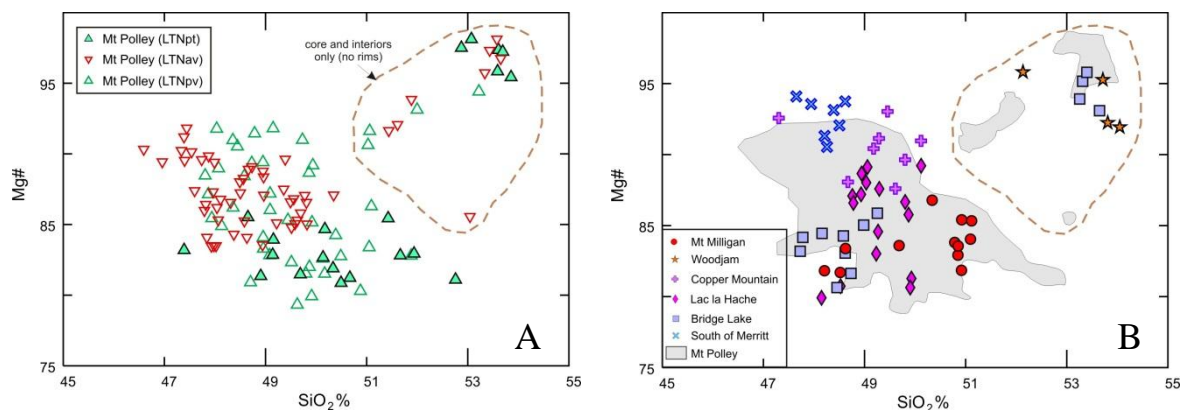 Mt Polley (LTNpt)
Mt Polley (LTNav)
Mt Polley (LTNpv)
core and interiors
only (no rims)
95
85
75
Mg#
45 47 49 51 53 55
SiO2%
A
95
85
75
Mg#
Mt Milligan
Woodjam
Copper Mountain
Lac la Hache
Bridge Lake
South of Merritt
Mt Polley
45 47 49 51 53 55
SiO2%
B